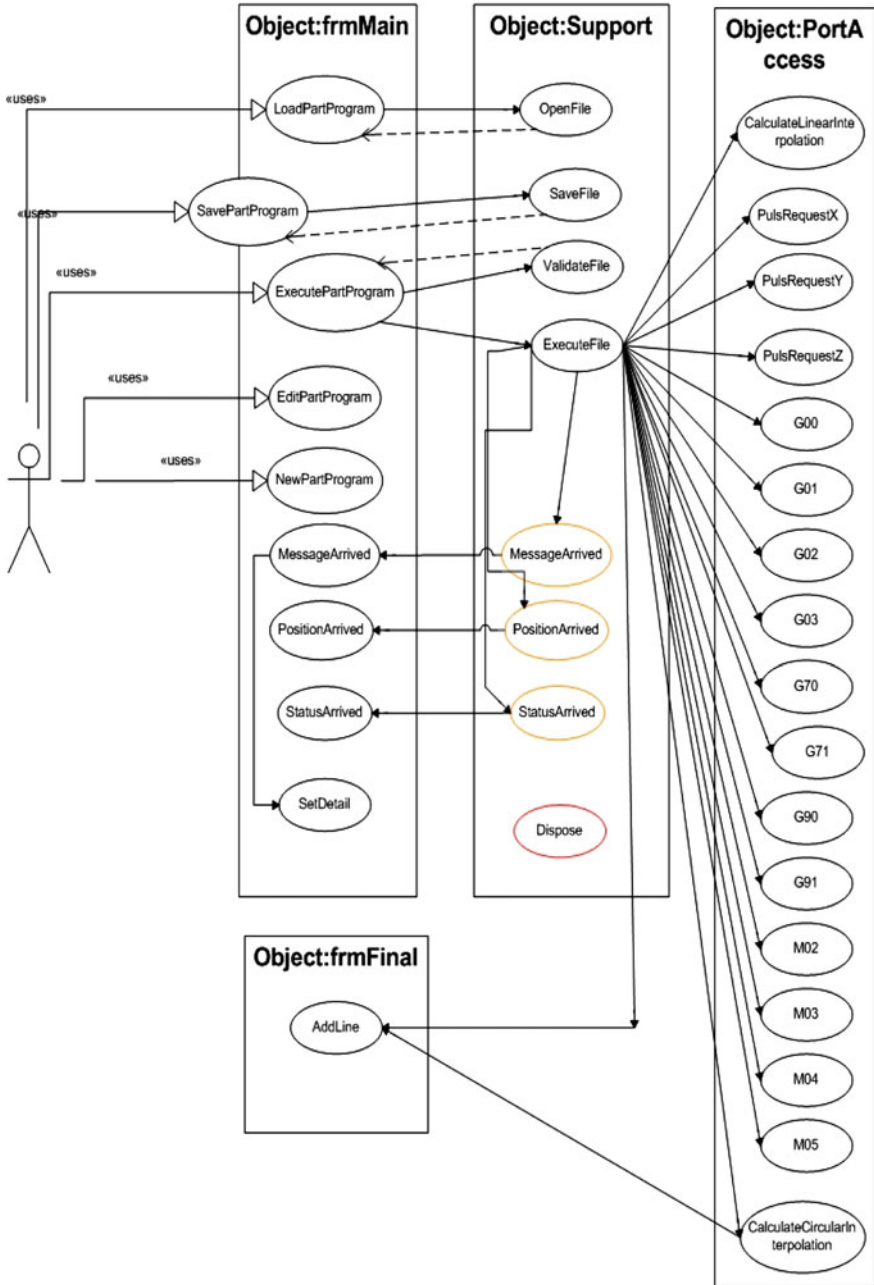 Object:frmMain
Object:Support
Object:PortA
ccess
«uses»
LoadPartProgram
OpenFile
CalculateLinearInte
rpolation
«uses»
SavePartProgram
SaveFile
PulsRequestX
«uses»
ExecutePartProgram
ValidateFile
PulsRequestY
ExecuteFile
PulsRequestZ
«uses»
EditPartProgram
G00
«uses»
NewPartProgram
G01
MessageArrived
MessageArrived
G02
PositionArrived
PositionArrived
G03
G70
StatusArrived
StatusArrived
G71
SetDetail
Dispose
G90
G91
Object:frmFinal
M02
AddLine
M03
M04
M05
CalculateCircularIn
terpolation